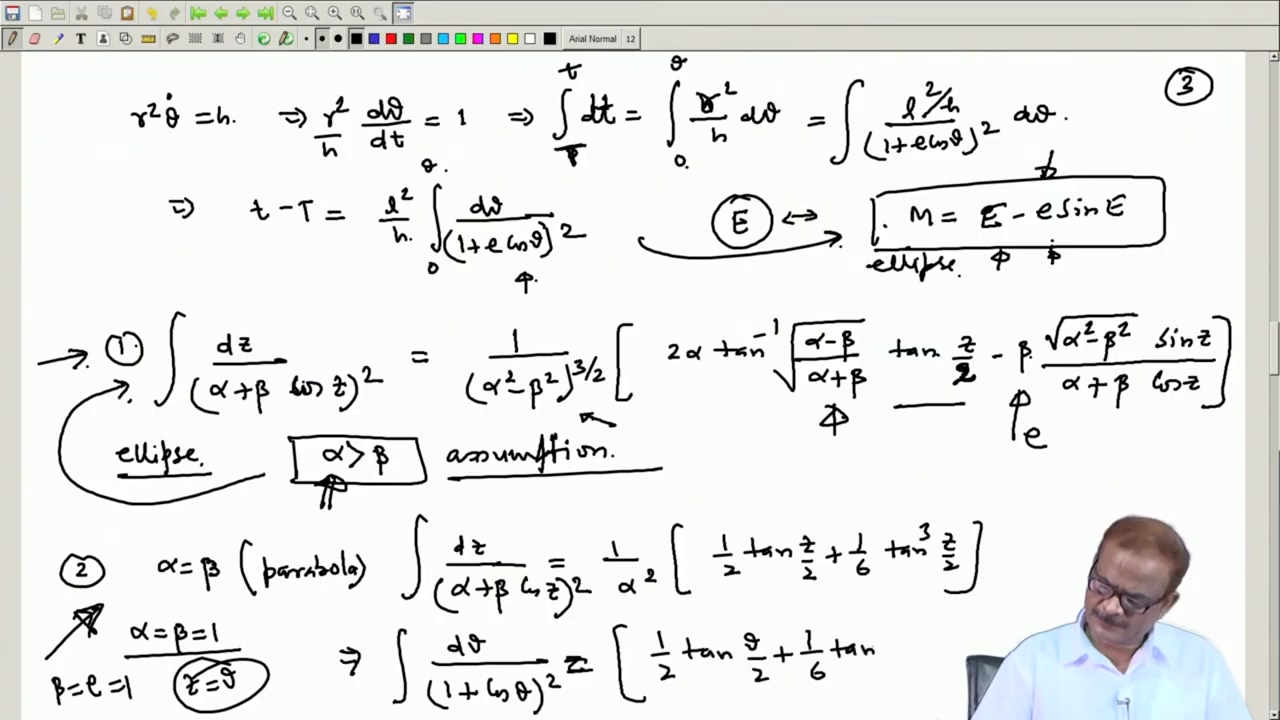 Arial Normal 12
③
r²θ̇ = h. ⇒ r²/h dθ/dt = 1 ⇒ ∫_T^t dt = ∫_0^θ r²/h dθ = ∫ (l²/h)/(1+e cosθ)² dθ.
⇒ t - T = l²/h. ∫_0^θ dθ/(1+e cosθ)² Ⓔ ↔ M = E - e sin E
ellipse.
→ ① ∫ dz/(α+β cos z)² = 1/(α²-β²)^{3/2} [ 2α tan⁻¹ √((α-β)/(α+β)) tan z/2 - β. √(α²-β²) sin z/(α+β cos z) ]
e
ellipse. α > β assumption.
② α = β (parabola) ∫ dz/(α+β cos z)² = 1/α² [ 1/2 tan z/2 + 1/6 tan³ z/2 ]
α = β = 1
β = e = 1 z = θ ⇒ ∫ dθ/(1+cosθ)² = [ 1/2 tan θ/2 + 1/6 tan